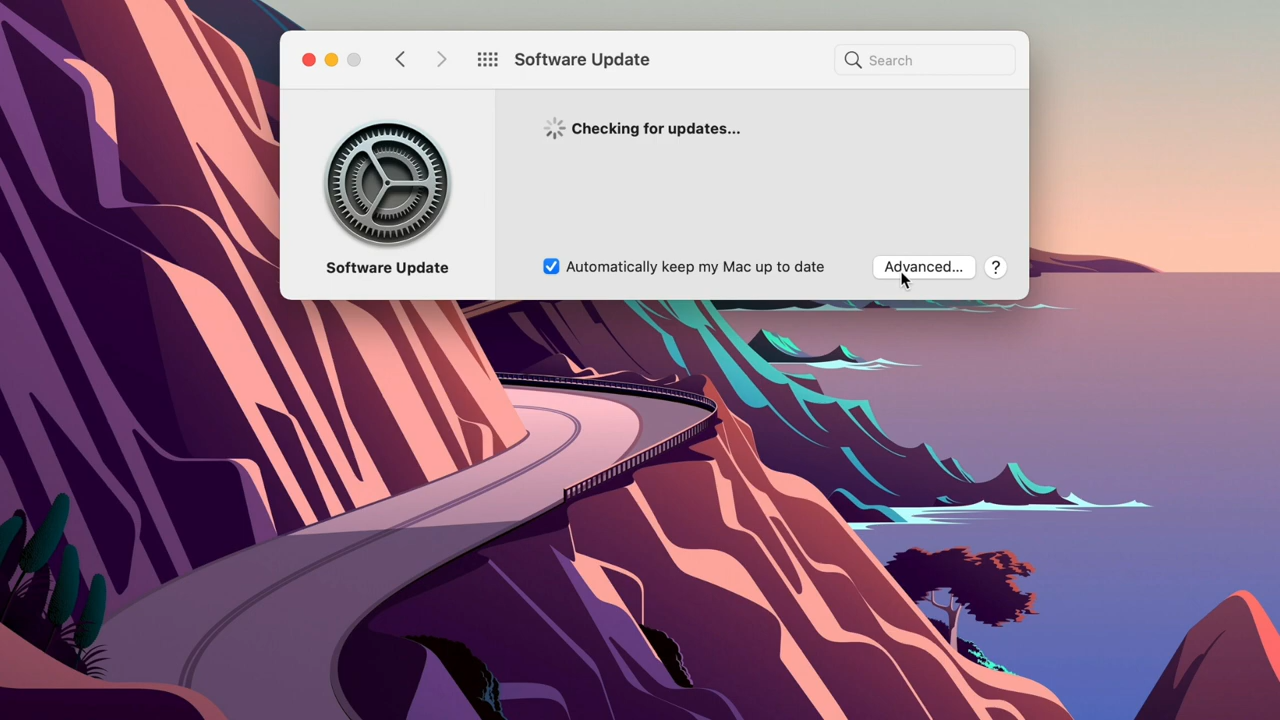 Software Update
Search
Checking for updates...
Software Update
Automatically keep my Mac up to date
Advanced...
?